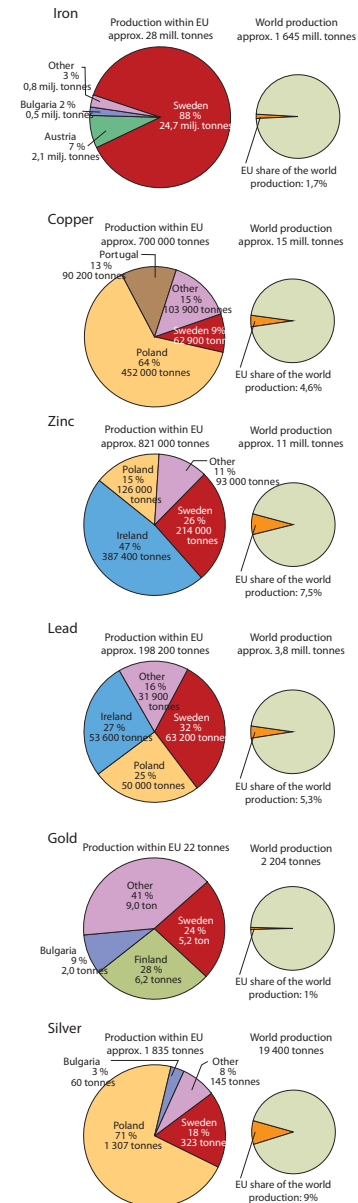 Iron
Production within EU
approx. 28 mill. tonnes
World production
approx. 1 645 mill. tonnes
Other
3 %
0,8 milj. tonnes
Bulgaria 2 %
0,5 milj. tonnes
Austria
7 %
2,1 milj. tonnes
Sweden
88 %
24,7 milj. tonnes
EU share of the world
production: 1,7%
Copper
Production within EU
approx. 700 000 tonnes
World production
approx. 15 mill. tonnes
Portugal
13 %
90 200 tonnes
Other
15 %
103 900 tonnes
Sweden 9%
62 900 tonnes
Poland
64 %
452 000 tonnes
EU share of the world
production: 4,6%
Zinc
Production within EU
approx. 821 000 tonnes
World production
approx. 11 mill. tonnes
Poland
15 %
126 000
tonnes
Other
11 %
93 000 tonnes
Sweden
26 %
214 000
tonnes
Ireland
47 %
387 400 tonnes
EU share of the world
production: 7,5%
Lead
Production within EU
approx. 198 200 tonnes
World production
approx. 3,8 mill. tonnes
Other
16 %
31 900
tonnes
Ireland
27 %
53 600 tonnes
Sweden
32 %
63 200 tonnes
Poland
25 %
50 000 tonnes
EU share of the world
production: 5,3%
Gold
Production within EU 22 tonnes
World production
2 204 tonnes
Other
41 %
9,0 ton
Sweden
24 %
5,2 ton
Bulgaria
9 %
2,0 tonnes
Finland
28 %
6,2 tonnes
EU share of the world
production: 1%
Silver
Production within EU
approx. 1 835 tonnes
World production
19 400 tonnes
Bulgaria
3 %
60 tonnes
Other
8 %
145 tonnes
Poland
71 %
1 307 tonnes
Sweden
18 %
323 tonnes
EU share of the world
production: 9%